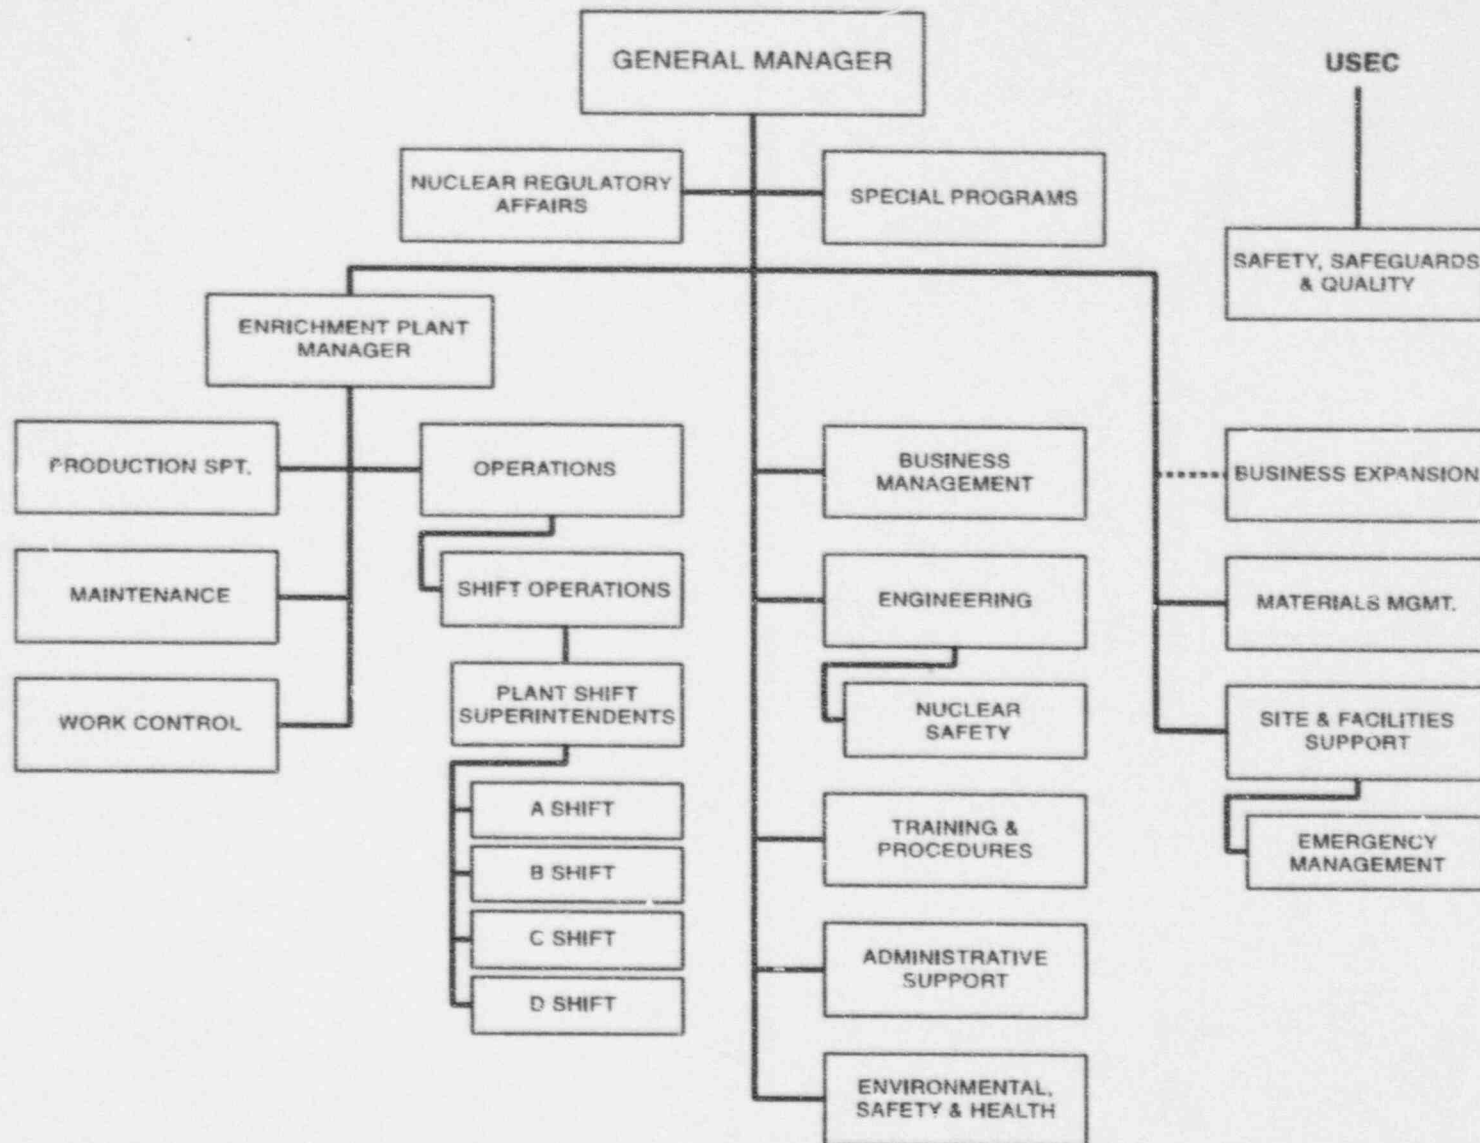 GENERAL MANAGER
USEC
NUCLEAR REGULATORY
AFFAIRS
SPECIAL PROGRAMS
SAFETY, SAFEGUARDS
& QUALITY
ENRICHMENT PLANT
MANAGER
PRODUCTION SPT.
OPERATIONS
BUSINESS
MANAGEMENT
BUSINESS EXPANSION
MAINTENANCE
SHIFT OPERATIONS
ENGINEERING
MATERIALS MGMT.
WORK CONTROL
PLANT SHIFT
SUPERINTENDENTS
NUCLEAR
SAFETY
SITE & FACILITIES
SUPPORT
A SHIFT
B SHIFT
C SHIFT
D SHIFT
TRAINING &
PROCEDURES
EMERGENCY
MANAGEMENT
ADMINISTRATIVE
SUPPORT
ENVIRONMENTAL,
SAFETY & HEALTH